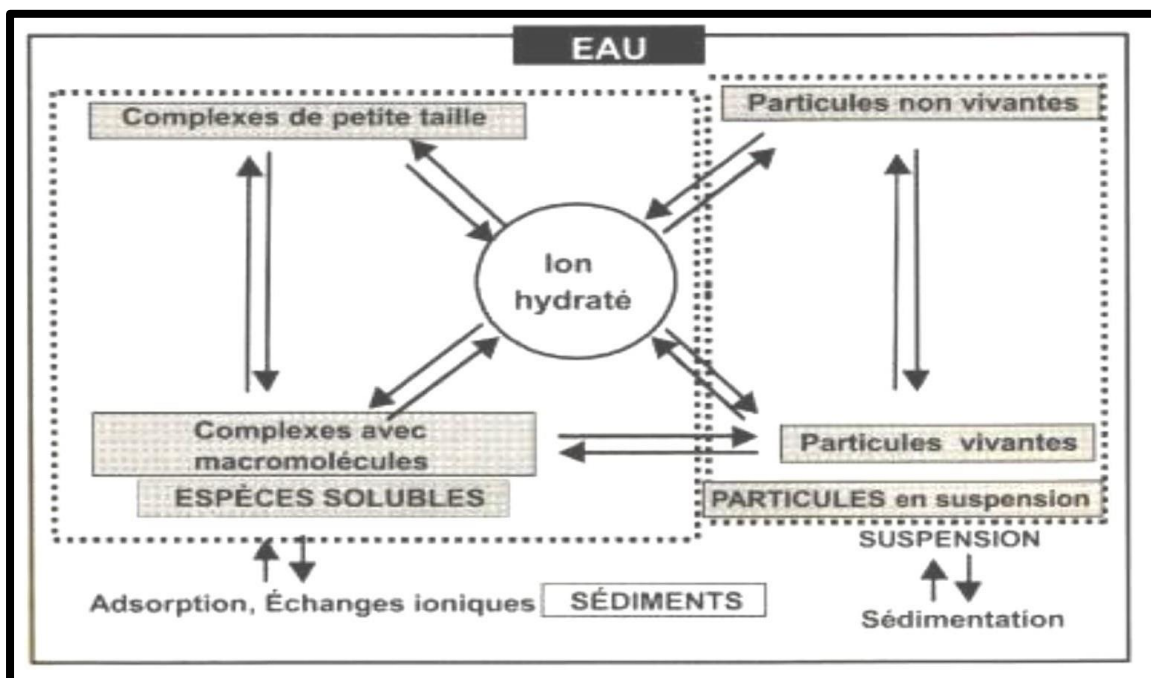 EAU
Complexes de petite taille
Particules non vivantes
Ion
hydraté
Complexes avec
macromolécules
Particules vivantes
ESPÈCES SOLUBLES
PARTICULES en suspension
SUSPENSION
Adsorption, Échanges ioniques
SÉDIMENTS
Sédimentation